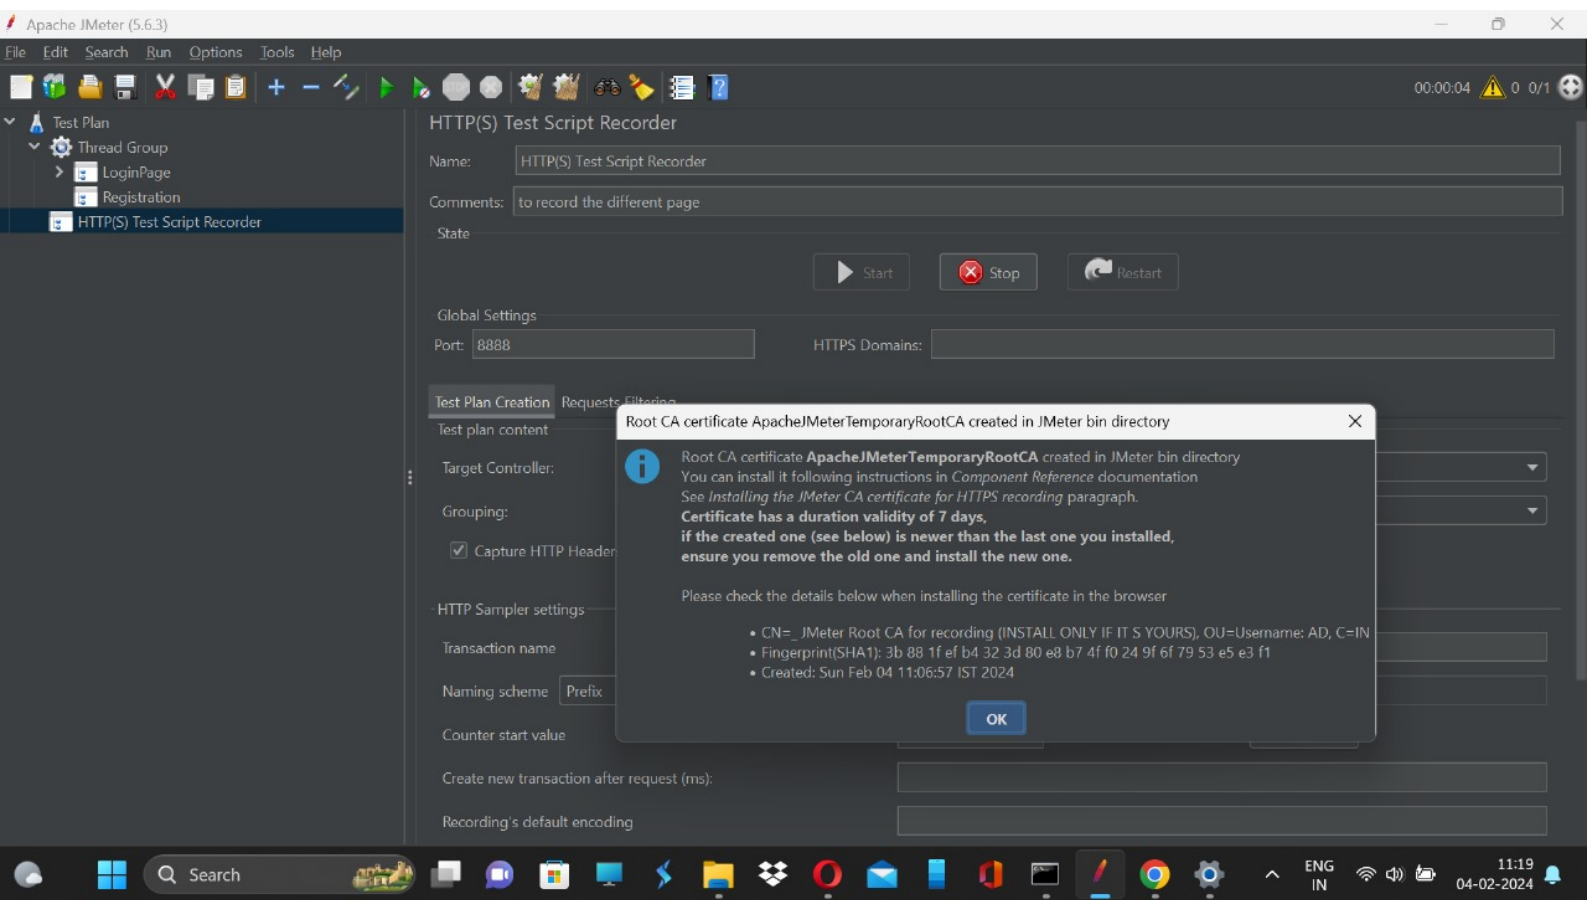 Apache JMeter (5.6.3)
File Edit Search Run Options Tools Help
STOP
00:00:04 0 0/1
Test Plan
Thread Group
LoginPage
Registration
HTTP(S) Test Script Recorder
HTTP(S) Test Script Recorder
Name: HTTP(S) Test Script Recorder
Comments: to record the different page
State
Start Stop Restart
Global Settings
Port: 8888 HTTPS Domains:
Test Plan Creation Requests Filtering
Test plan content
Target Controller:
Grouping:
Capture HTTP Header
HTTP Sampler settings
Transaction name
Naming scheme Prefix
Counter start value
Create new transaction after request (ms):
Recording's default encoding
Root CA certificate ApacheJMeterTemporaryRootCA created in JMeter bin directory
Root CA certificate ApacheJMeterTemporaryRootCA created in JMeter bin directory
You can install it following instructions in Component Reference documentation
See Installing the JMeter CA certificate for HTTPS recording paragraph.
Certificate has a duration validity of 7 days,
if the created one (see below) is newer than the last one you installed,
ensure you remove the old one and install the new one.
Please check the details below when installing the certificate in the browser
• CN=_ JMeter Root CA for recording (INSTALL ONLY IF IT S YOURS), OU=Username: AD, C=IN
• Fingerprint(SHA1): 3b 88 1f ef b4 32 3d 80 e8 b7 4f f0 24 9f 6f 79 53 e5 e3 f1
• Created: Sun Feb 04 11:06:57 IST 2024
OK
Search
ENG
IN
11:19
04-02-2024